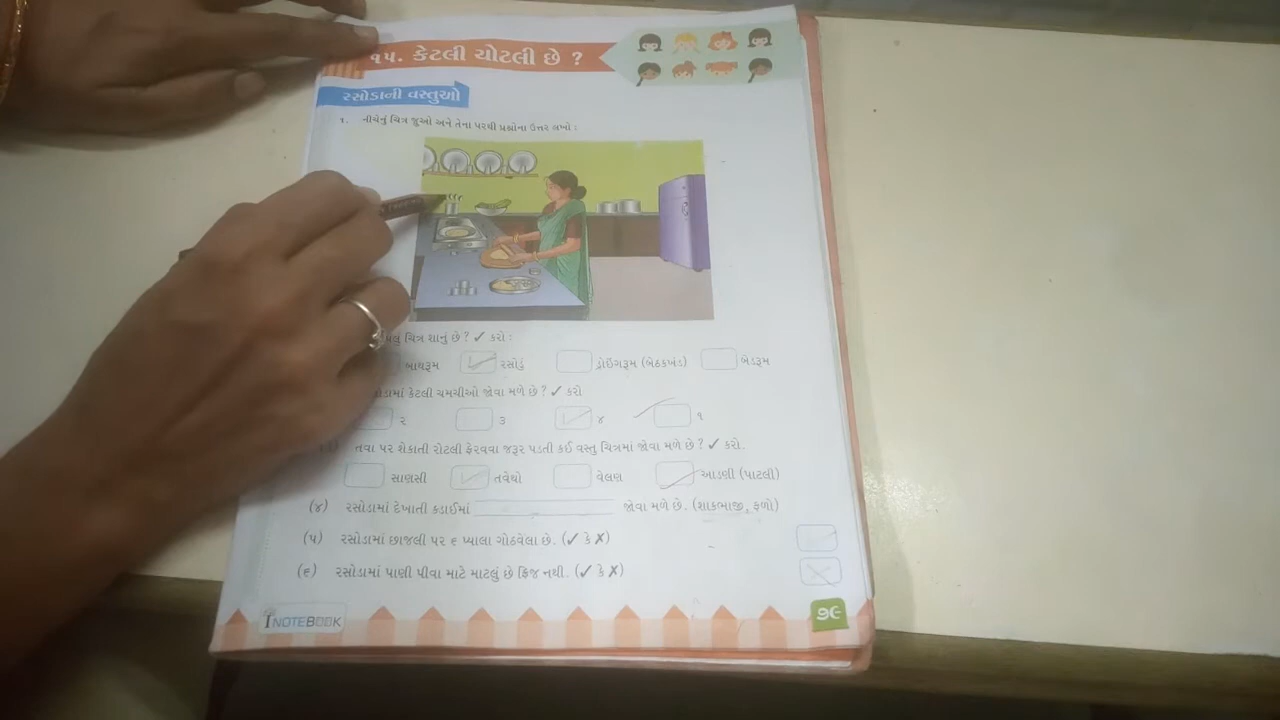 ૧૫. કેટલી ચોટલી છે ?
રસોડાની વસ્તુઓ
૧. નીચેનું ચિત્ર જુઓ અને તેના પરથી પ્રશ્નોના ઉત્તર લખો :
ચિત્ર શાનું છે ? ✓ કરો :
બાથરૂમ રસોડું ડ્રોઇંગરૂમ (બેઠકખંડ) બેડરૂમ
કેટલી ચમચીઓ જોવા મળે છે ? ✓ કરો
૨ ૩ ૪ ૧
તવા પર શેકાતી રોટલી ફેરવવા જરૂર પડતી કઈ વસ્તુ ચિત્રમાં જોવા મળે છે ? ✓ કરો.
સાણસી તવેથો વેલણ આડણી (પાટલી)
(૪) રસોડામાં દેખાતી કડાઈમાં ____________ જોવા મળે છે. (શાકભાજી, ફળો)
(૫) રસોડામાં છાજલી પર ૬ પ્યાલા ગોઠવેલા છે. (✓ કે ✗)
(૬) રસોડામાં પાણી પીવા માટે માટલું છે ફ્રિજ નથી. (✓ કે ✗)
iNOTEBOOK ૭૯